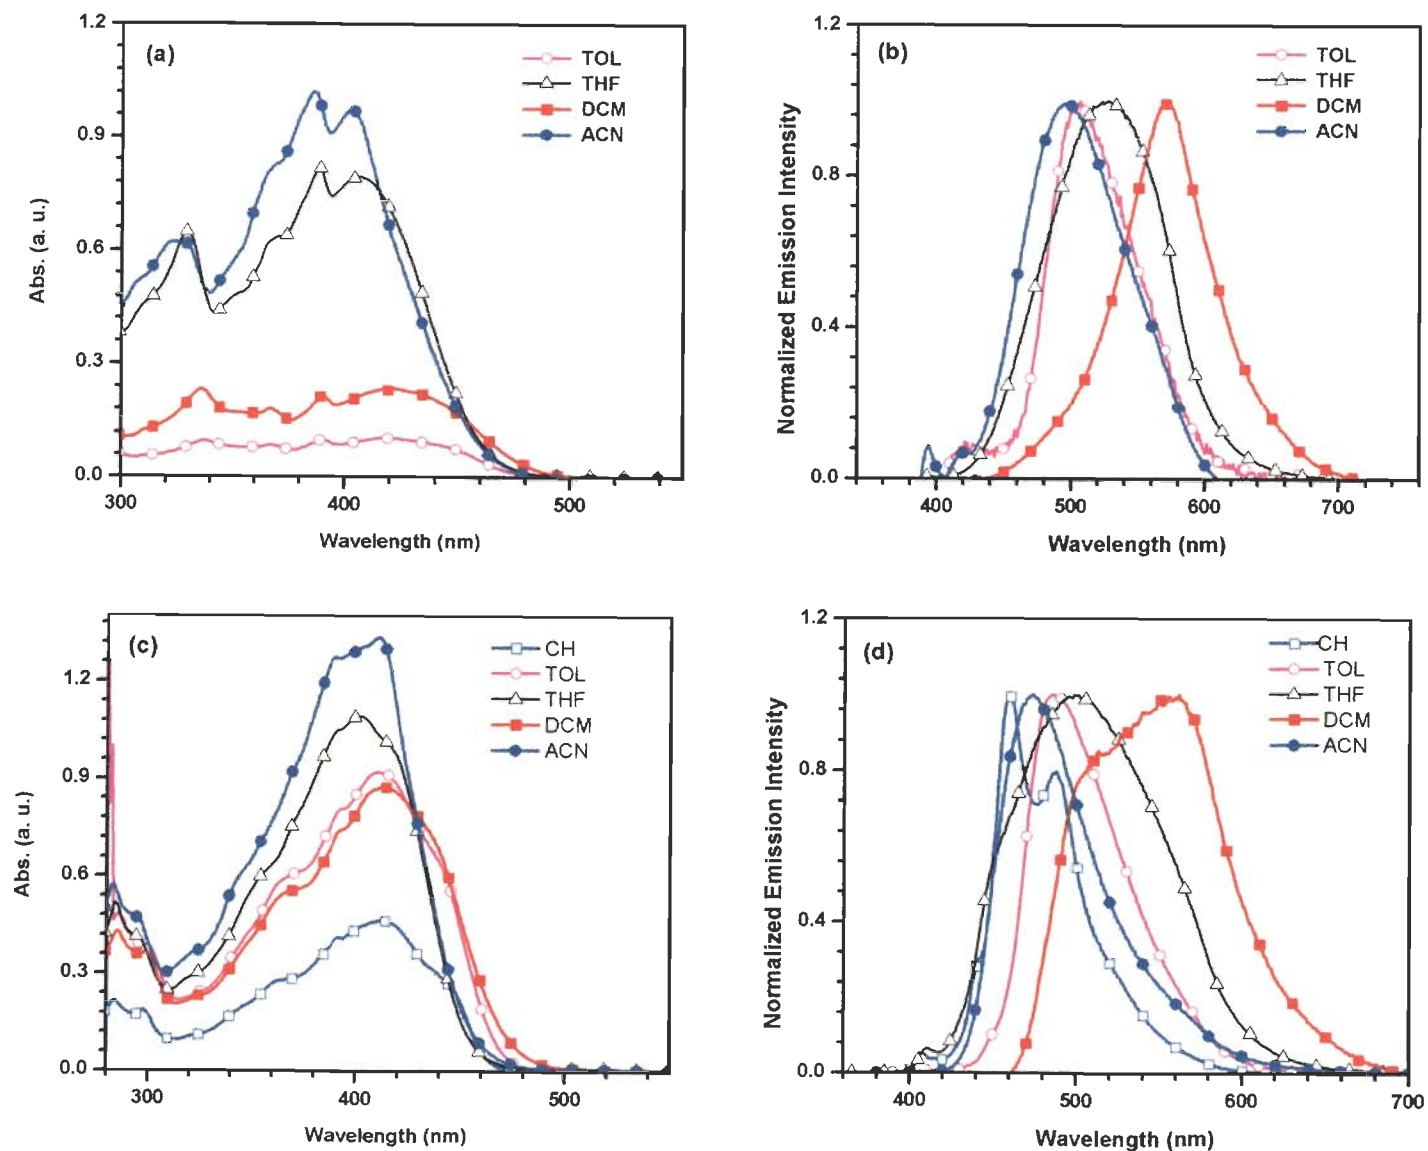 (a)
TOL
THF
DCM
ACN
Abs. (a. u.)
1.2
0.9
0.6
0.3
0.0
300
400
500
Wavelength (nm)
(b)
TOL
THF
DCM
ACN
Normalized Emission Intensity
1.2
0.8
0.4
0.0
400
500
600
700
Wavelength (nm)
(c)
CH
TOL
THF
DCM
ACN
Abs. (a. u.)
1.2
0.9
0.6
0.3
0.0
300
400
500
Wavelength (nm)
(d)
CH
TOL
THF
DCM
ACN
Normalized Emission Intensity
1.2
0.8
0.4
0.0
400
500
600
700
Wavelength (nm)